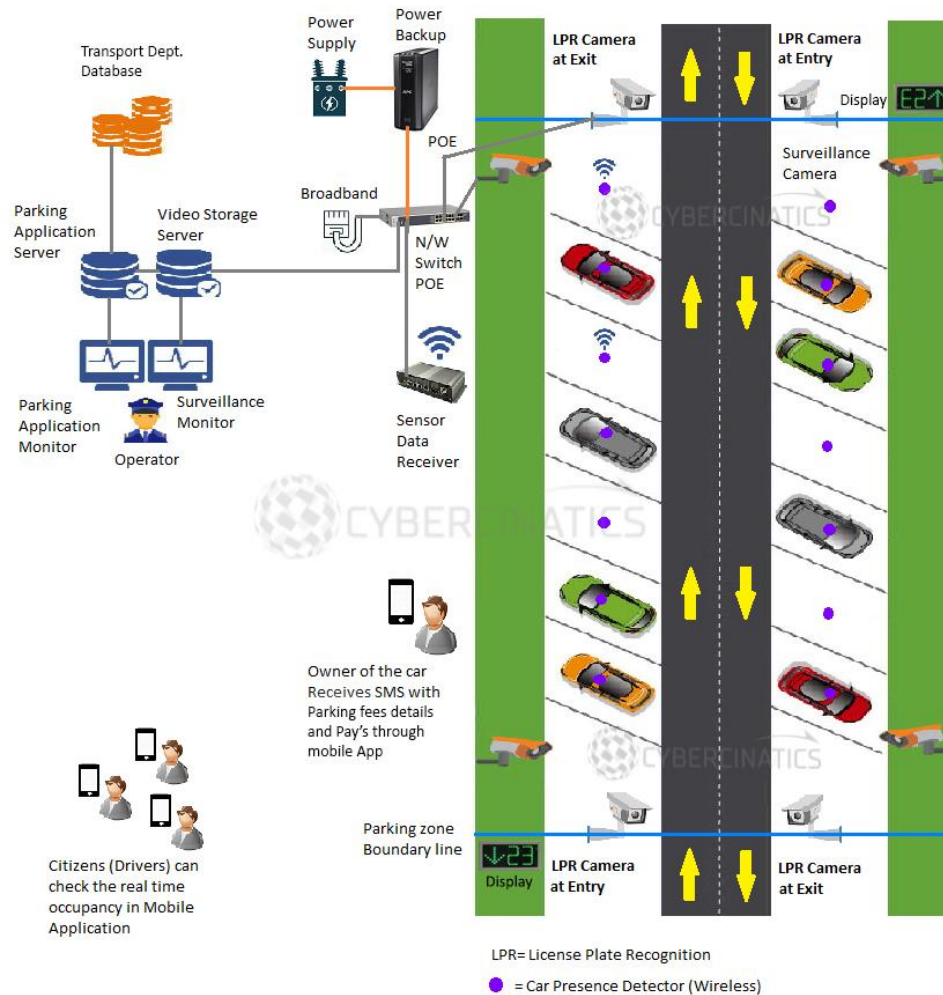 Power
Supply
Power
Backup
Transport Dept.
Database
LPR Camera
at Exit
LPR Camera
at Entry
Display
E2↑
POE
Surveillance
Camera
Broadband
Parking
Application
Server
Video Storage
Server
N/W
Switch
POE
CYBERCINATICS
Parking
Application
Monitor
Surveillance
Monitor
Operator
Sensor
Data
Receiver
CYBERCINATICS
Owner of the car
Receives SMS with
Parking fees details
and Pay's through
mobile App
CYBERCINATICS
Parking zone
Boundary line
↓23
Display
LPR Camera
at Entry
LPR Camera
at Exit
Citizens (Drivers) can
check the real time
occupancy in Mobile
Application
LPR= License Plate Recognition
= Car Presence Detector (Wireless)